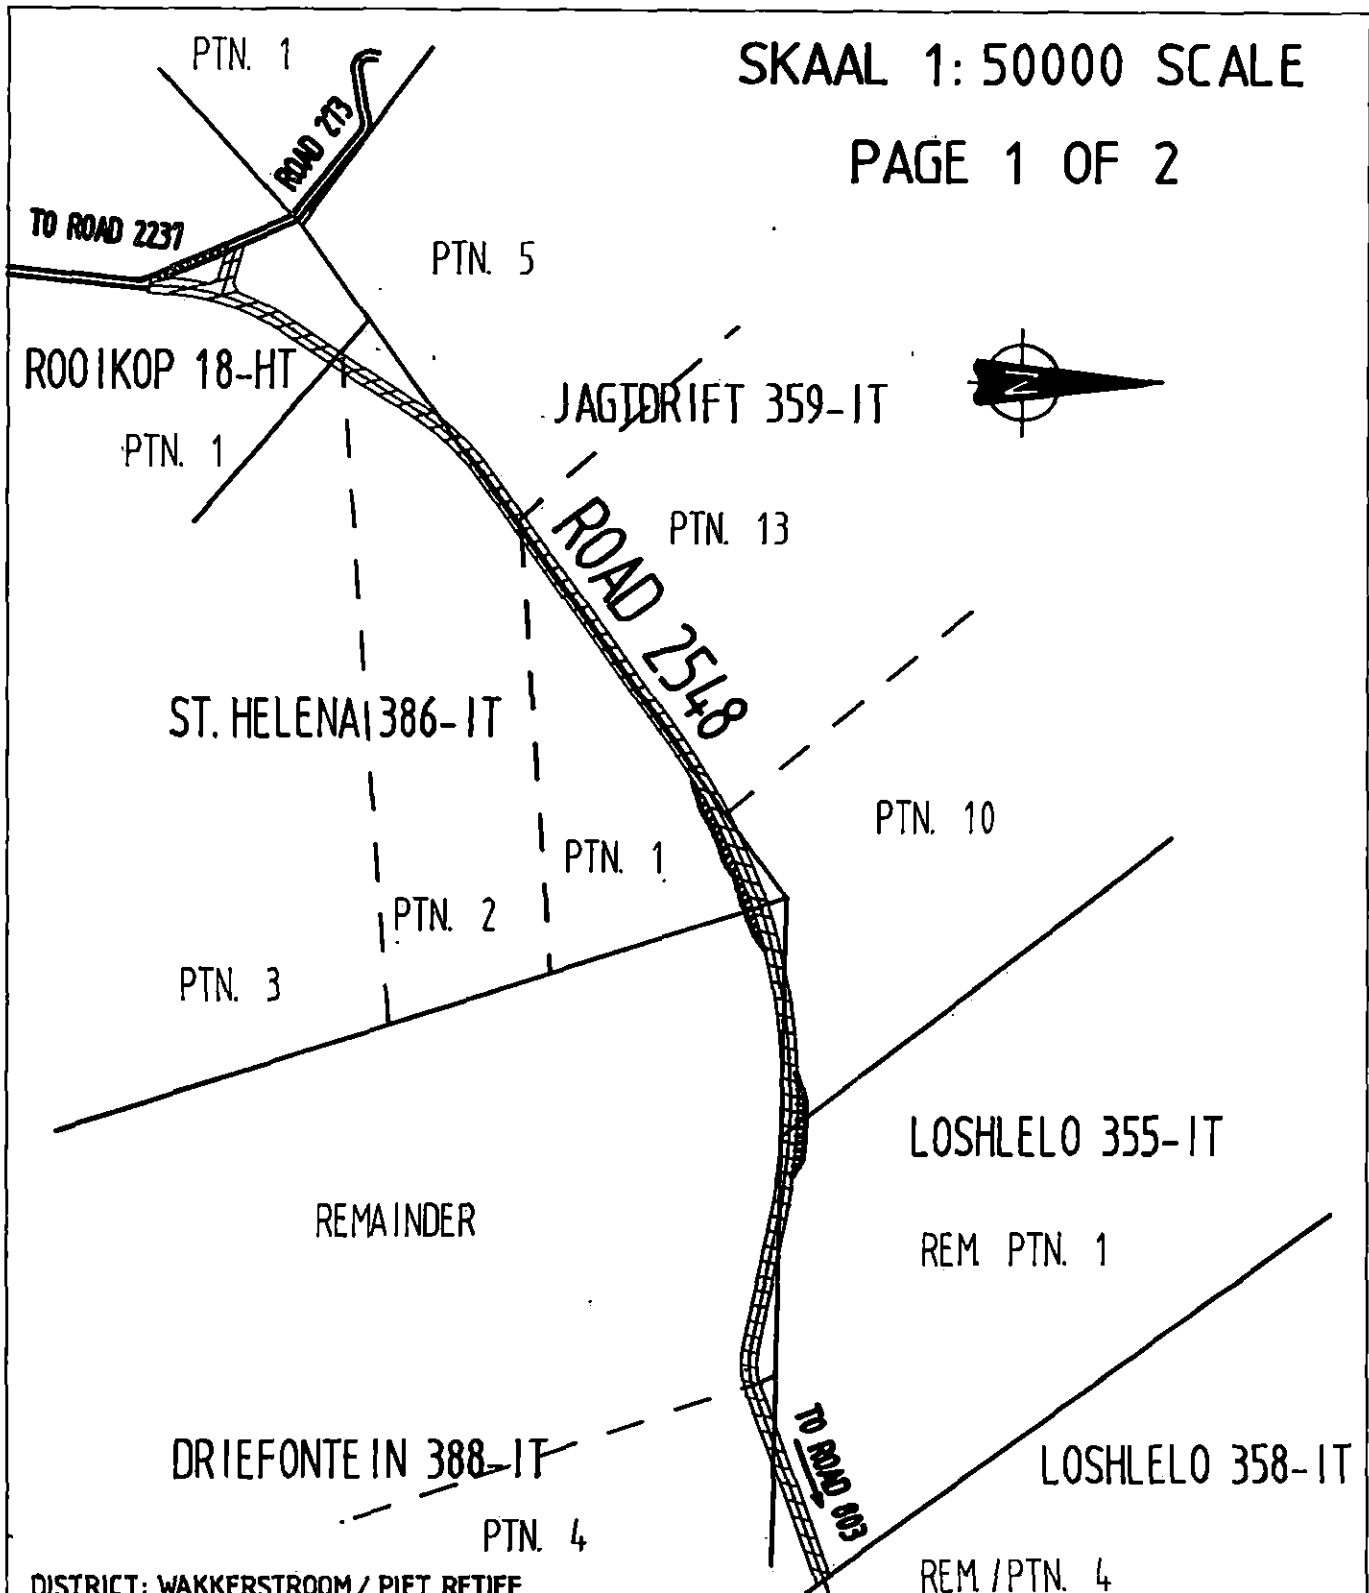 SKAAL 1: 50000 SCALE
PAGE 1 OF 2
PTN. 1
ROAD 273
TO ROAD 2237
PTN. 5
ROOIKOP 18-HT
JAGTDRIFT 359-IT
N
PTN. 1
ROAD 2548
PTN. 13
ST. HELENA 386-IT
PTN. 10
PTN. 1
PTN. 2
PTN. 3
LOSHLELO 355-IT
REMAINDER
REM. PTN. 1
TO ROAD 803
DRIEFONTEIN 388-IT
LOSHLELO 358-IT
PTN. 4
REM./PTN. 4
DISTRICT: WAKKERSTROOM / PIET RETIEF